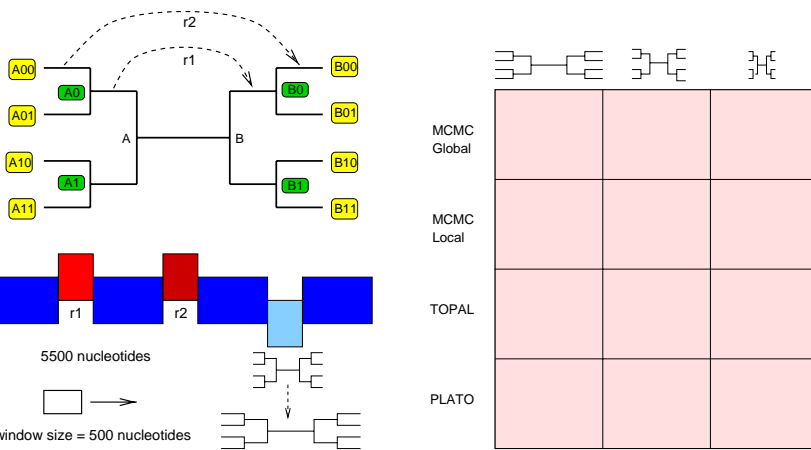 r2
r1
A00
A0
A01
A
A10
A1
A11
B00
B0
B01
B
B10
B1
B11
r1
r2
5500 nucleotides
window size = 500 nucleotides
MCMC
Global
MCMC
Local
TOPAL
PLATO